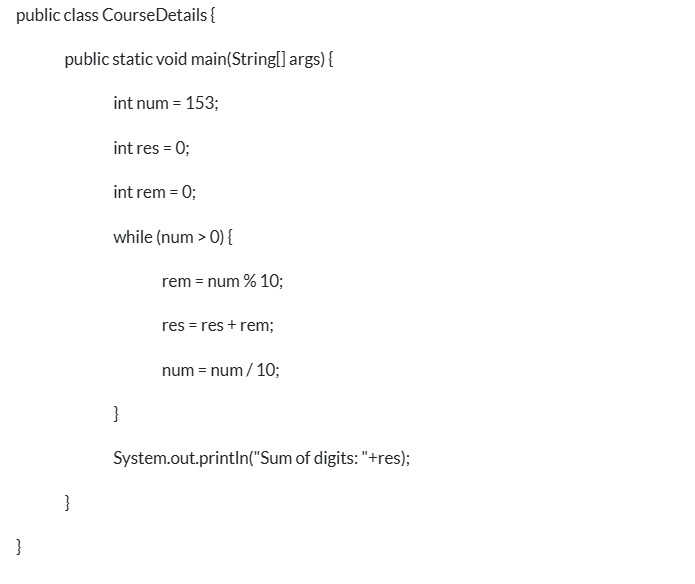 public class CourseDetails {
public static void main(String[] args) {
int num = 153;
int res = 0;
int rem = 0;
while (num > 0) {
rem = num % 10;
res = res + rem;
num = num / 10;
}
System.out.println("Sum of digits: "+res);
}
}